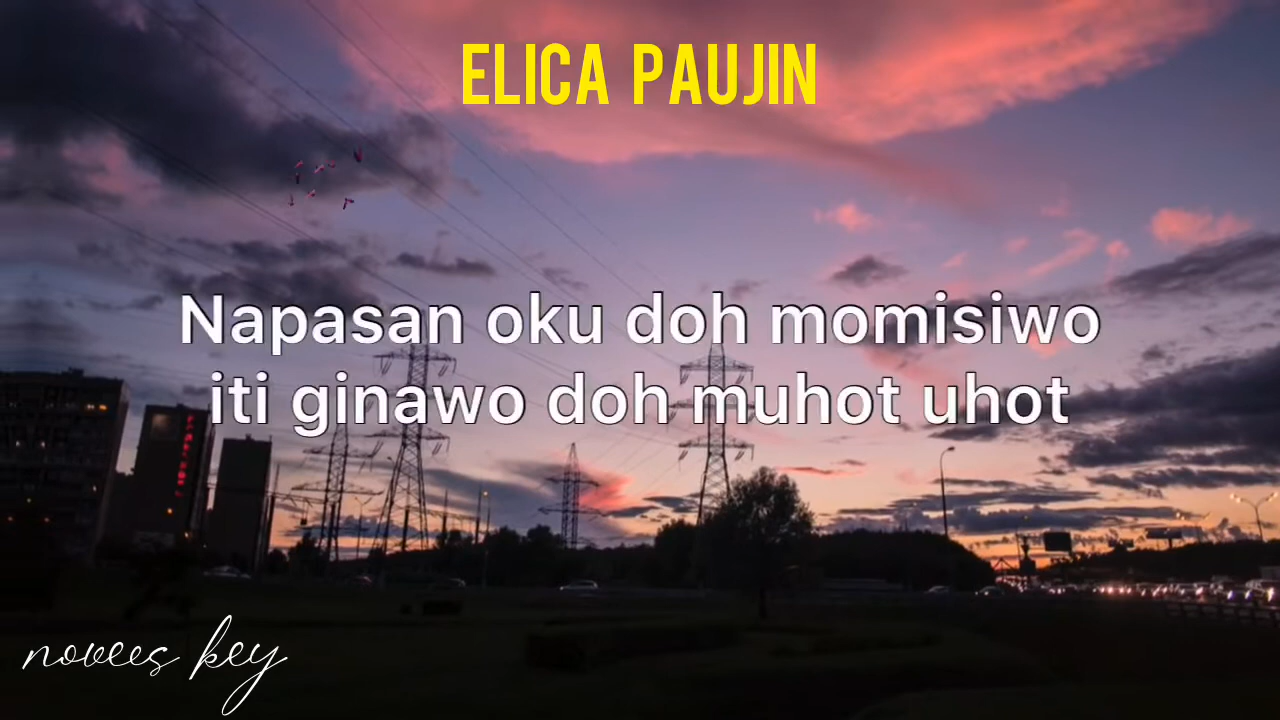 ELICA PAUJIN
Napasan oku doh momisiwo
iti ginawo doh muhot uhot
novees key